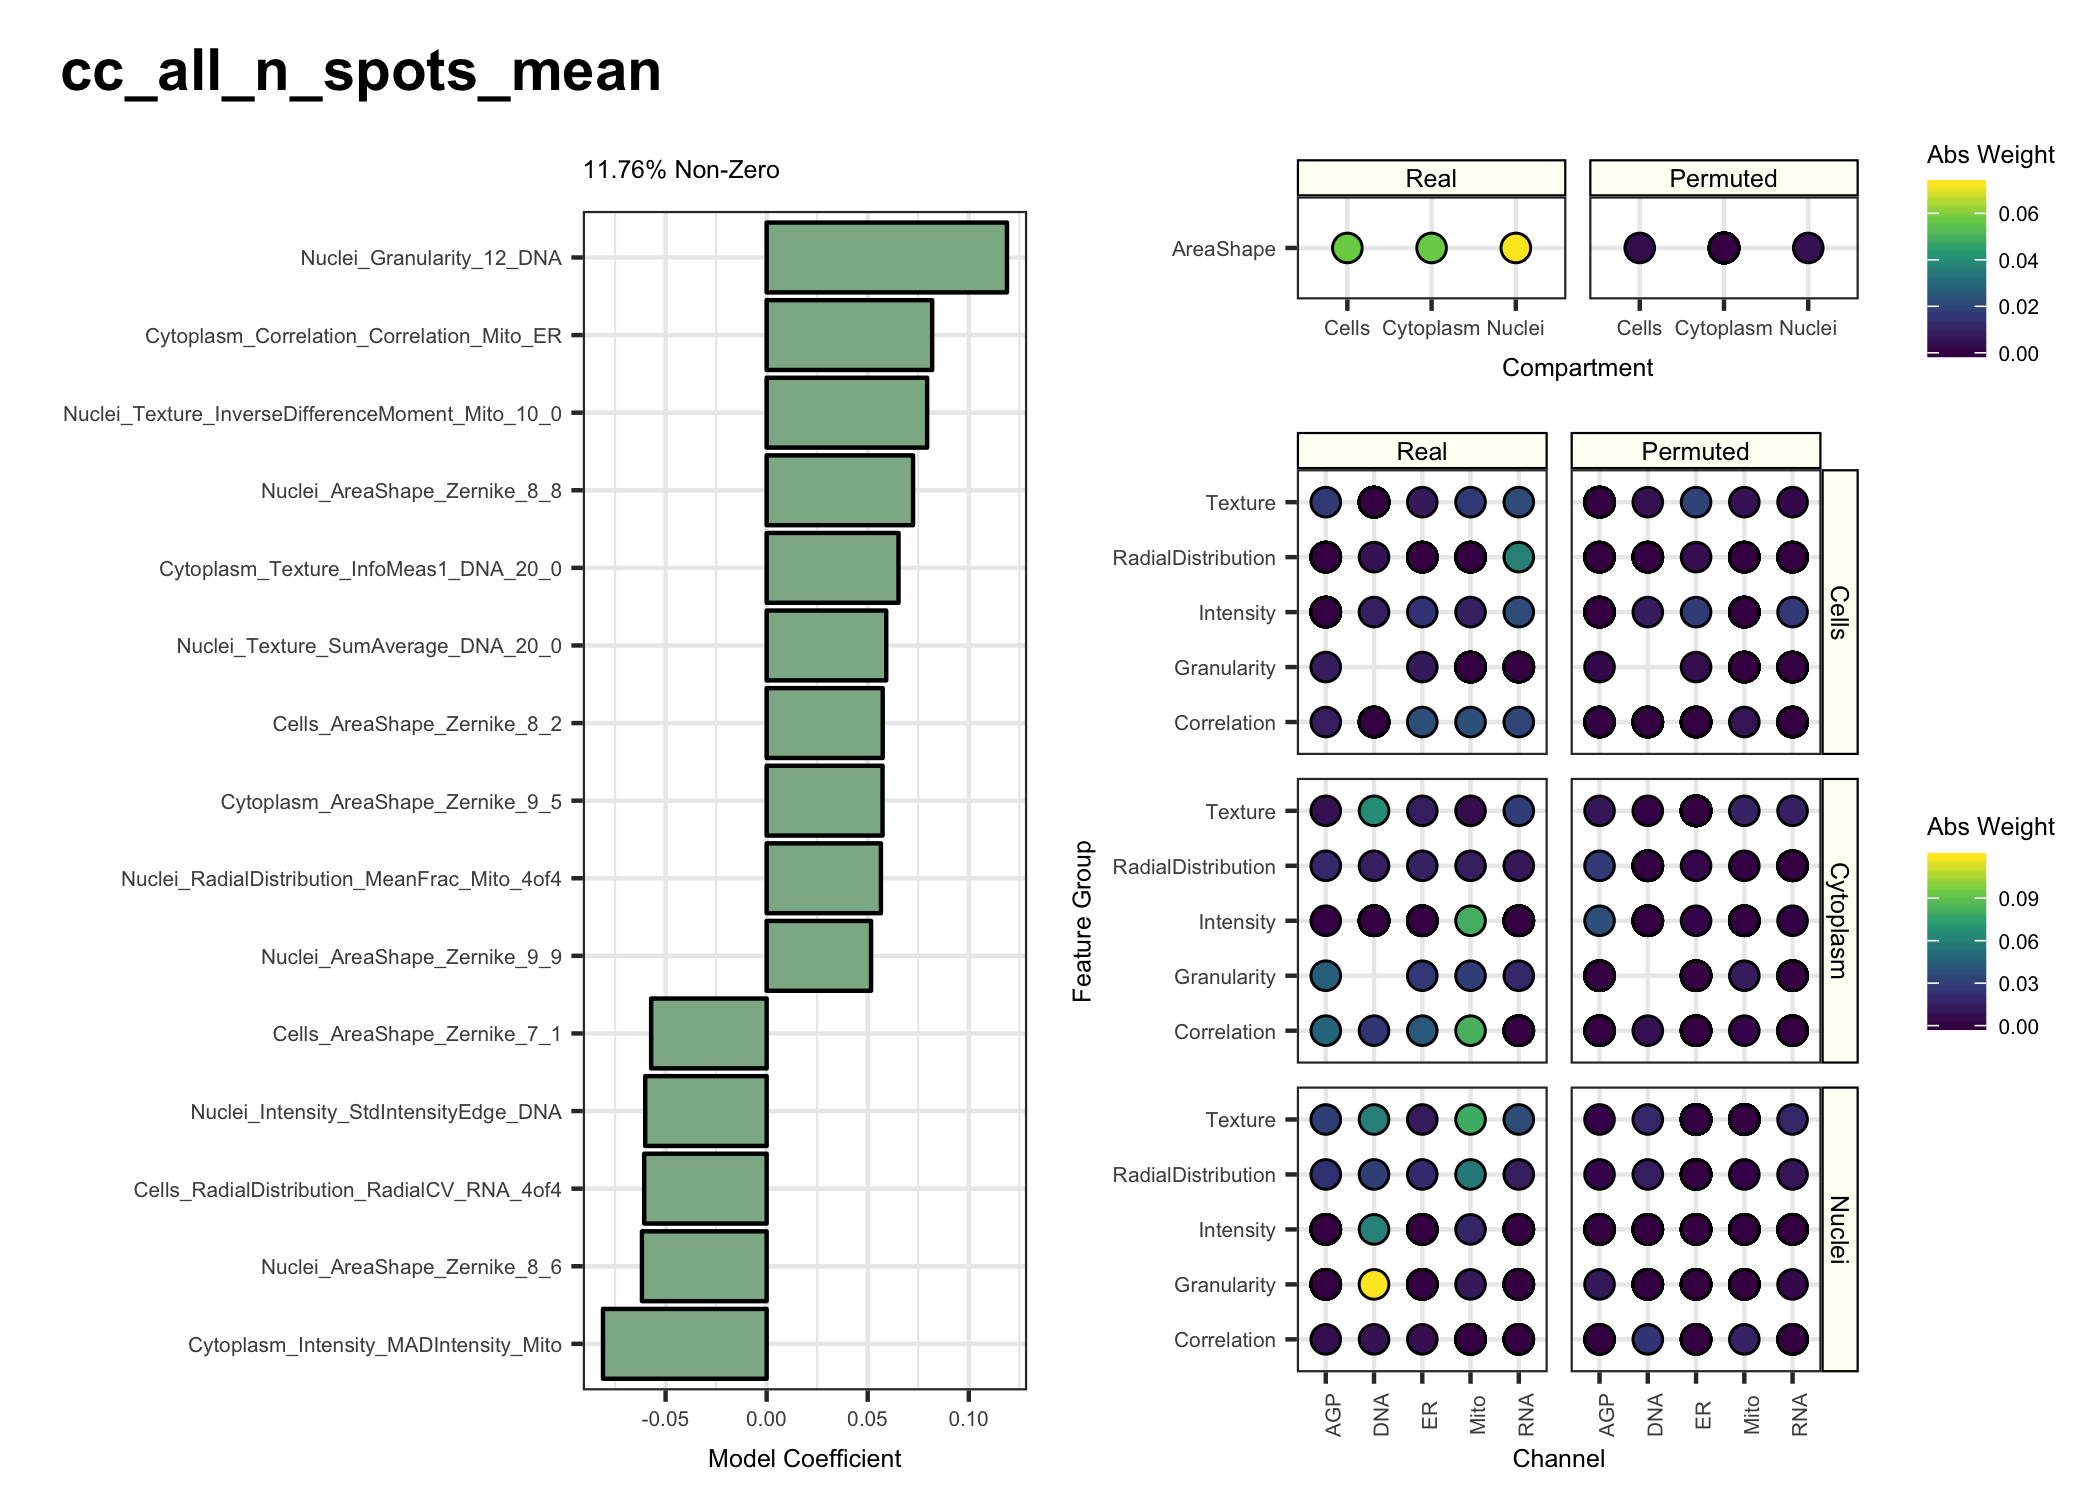 cc_all_n_spots_mean
11.76% Non-Zero
Nuclei_Granularity_12_DNA
Cytoplasm_Correlation_Correlation_Mito_ER
Nuclei_Texture_InverseDifferenceMoment_Mito_10_0
Nuclei_AreaShape_Zernike_8_8
Cytoplasm_Texture_InfoMeas1_DNA_20_0
Nuclei_Texture_SumAverage_DNA_20_0
Cells_AreaShape_Zernike_8_2
Cytoplasm_AreaShape_Zernike_9_5
Nuclei_RadialDistribution_MeanFrac_Mito_4of4
Nuclei_AreaShape_Zernike_9_9
Cells_AreaShape_Zernike_7_1
Nuclei_Intensity_StdIntensityEdge_DNA
Cells_RadialDistribution_RadialCV_RNA_4of4
Nuclei_AreaShape_Zernike_8_6
Cytoplasm_Intensity_MADIntensity_Mito
-0.05 0.00 0.05 0.10
Model Coefficient
Real Permuted
AreaShape
Cells Cytoplasm Nuclei Cells Cytoplasm Nuclei
Compartment
Abs Weight
0.06
0.04
0.02
0.00
Feature Group
Real Permuted
Texture
RadialDistribution
Intensity
Granularity
Correlation
Cells
Texture
RadialDistribution
Intensity
Granularity
Correlation
Cytoplasm
Texture
RadialDistribution
Intensity
Granularity
Correlation
Nuclei
AGP DNA ER Mito RNA AGP DNA ER Mito RNA
Channel
Abs Weight
0.09
0.06
0.03
0.00